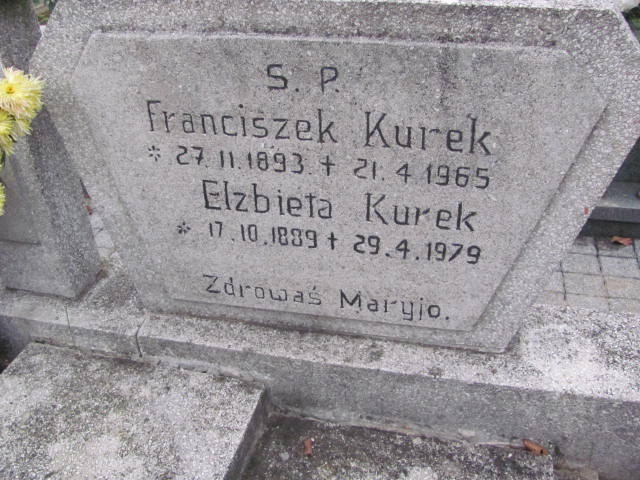 S. P.
Franciszek Kurek
* 27.11.1893 + 21.4.1965
Elzbieta Kurek
* 17.10.1889 + 29.4.1979
Zdrowaś Maryjo.